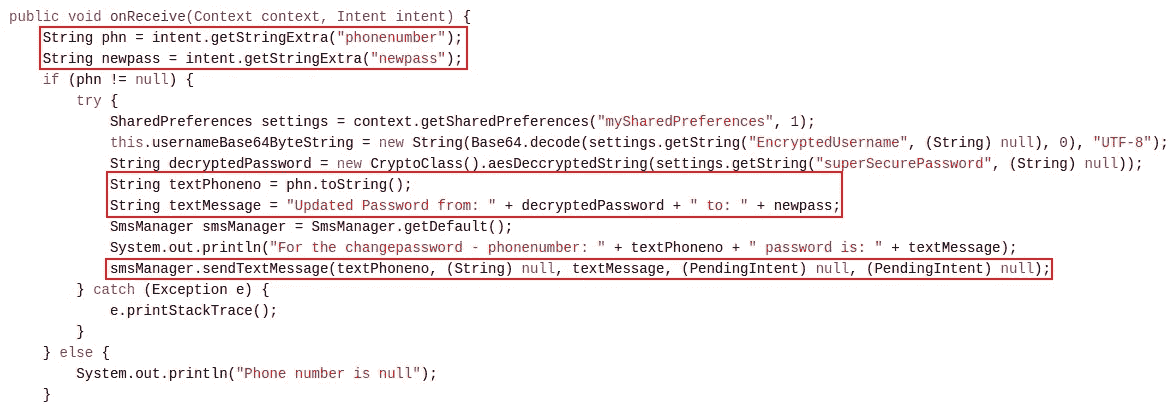 public void onReceive(Context context, Intent intent) {
String phn = intent.getStringExtra("phonenumber");
String newpass = intent.getStringExtra("newpass");
if (phn != null) {
try {
SharedPreferences settings = context.getSharedPreferences("mySharedPreferences", 1);
this.usernameBase64ByteString = new String(Base64.decode(settings.getString("EncryptedUsername", (String) null), 0), "UTF-8");
String decryptedPassword = new CryptoClass().aesDeccryptedString(settings.getString("superSecurePassword", (String) null));
String textPhoneno = phn.toString();
String textMessage = "Updated Password from: " + decryptedPassword + " to: " + newpass;
SmsManager smsManager = SmsManager.getDefault();
System.out.println("For the changepassword - phonenumber: " + textPhoneno + " password is: " + textMessage);
smsManager.sendTextMessage(textPhoneno, (String) null, textMessage, (PendingIntent) null, (PendingIntent) null);
} catch (Exception e) {
e.printStackTrace();
}
} else {
System.out.println("Phone number is null");
}